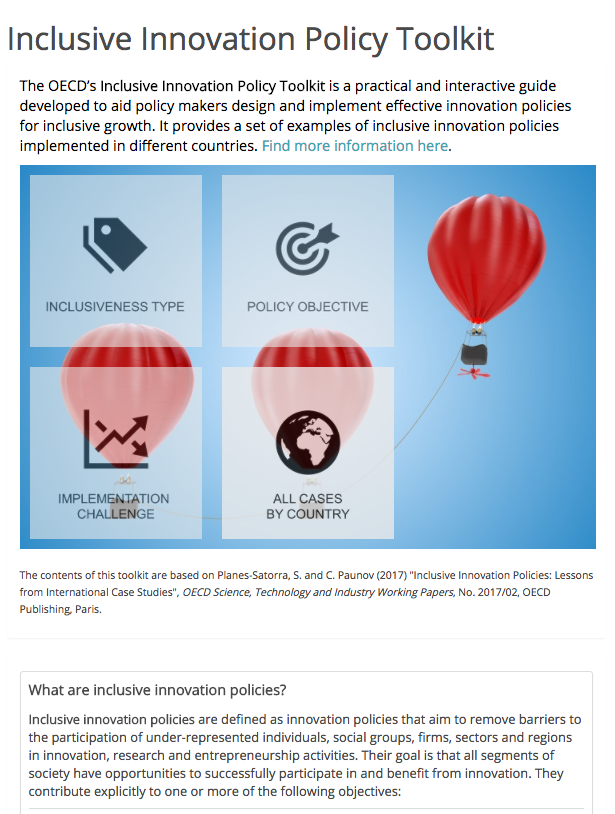 Inclusive Innovation Policy Toolkit
The OECD’s Inclusive Innovation Policy Toolkit is a practical and interactive guide
developed to aid policy makers design and implement effective innovation policies
for inclusive growth. It provides a set of examples of inclusive innovation policies
implemented in different countries. Find more information here.
INCLUSIVENESS TYPE
POLICY OBJECTIVE
IMPLEMENTATION
CHALLENGE
ALL CASES
BY COUNTRY
The contents of this toolkit are based on Planes-Satorra, S. and C. Paunov (2017) "Inclusive Innovation Policies: Lessons
from International Case Studies", OECD Science, Technology and Industry Working Papers, No. 2017/02, OECD
Publishing, Paris.
What are inclusive innovation policies?
Inclusive innovation policies are defined as innovation policies that aim to remove barriers to
the participation of under-represented individuals, social groups, firms, sectors and regions
in innovation, research and entrepreneurship activities. Their goal is that all segments of
society have opportunities to successfully participate in and benefit from innovation. They
contribute explicitly to one or more of the following objectives: